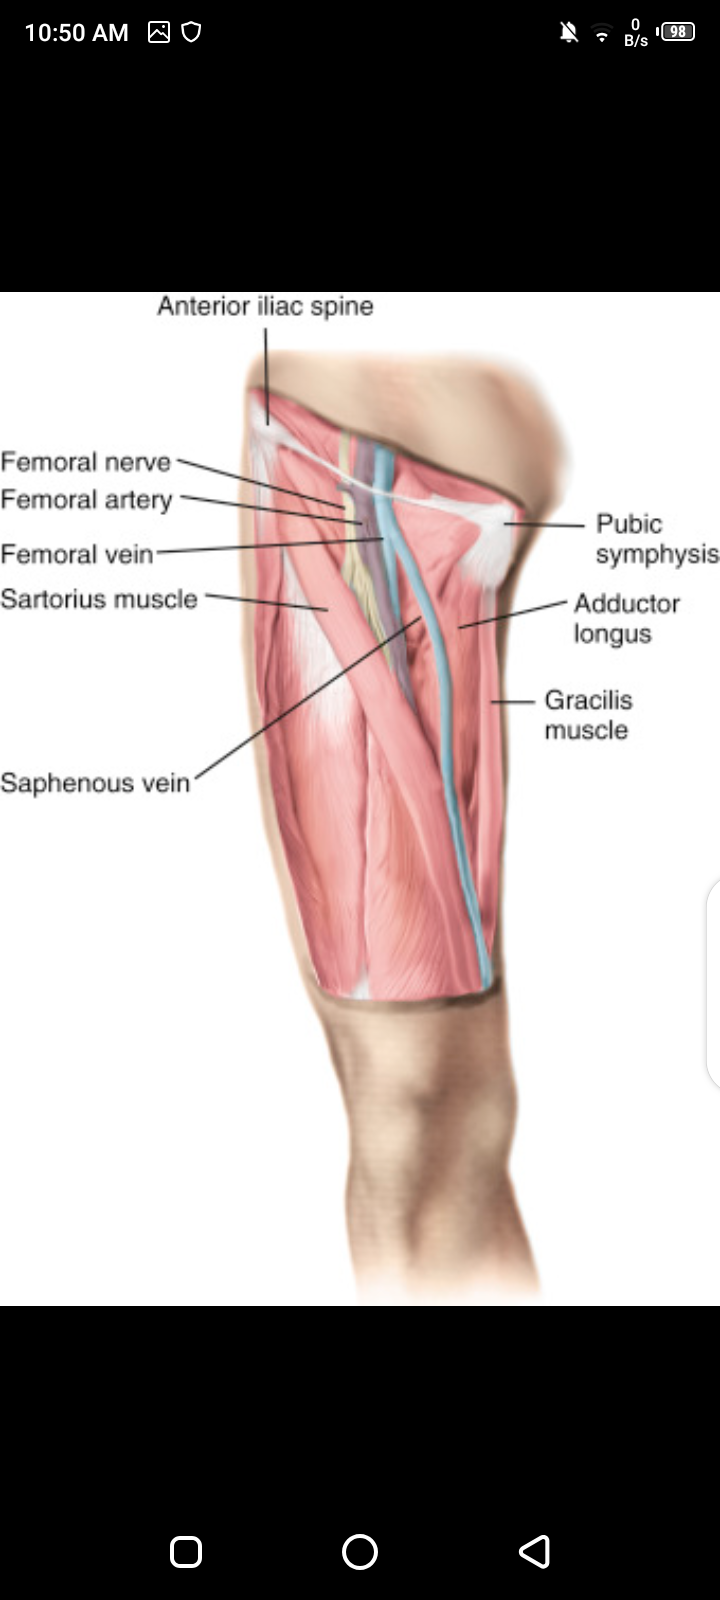 10:50 AM
0
B/s
98
Anterior iliac spine
Femoral nerve
Femoral artery
Femoral vein
Sartorius muscle
Saphenous vein
Pubic
symphysis
Adductor
longus
Gracilis
muscle